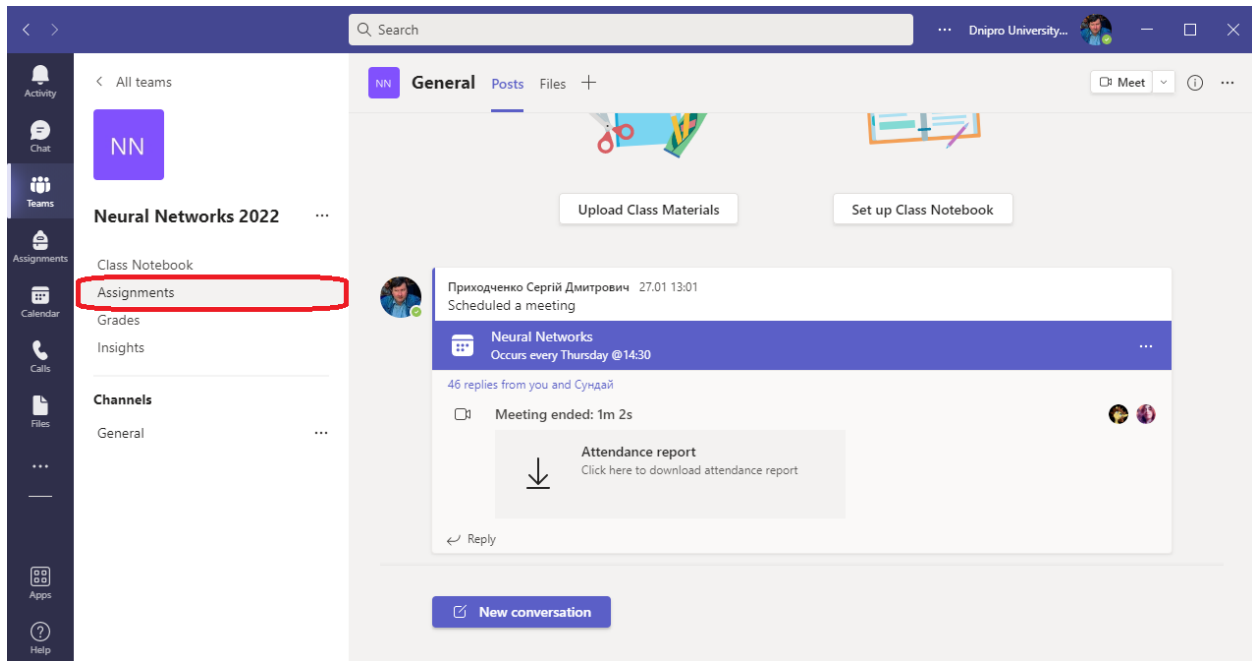 Search
Dnipro University...
Activity
Chat
Teams
Assignments
Calendar
Calls
Files
Apps
Help
All teams
NN
Neural Networks 2022
Class Notebook
Assignments
Grades
Insights
Channels
General
NN General Posts Files
Meet
Upload Class Materials
Set up Class Notebook
Приходченко Сергій Дмитрович 27.01 13:01
Scheduled a meeting
Neural Networks
Occurs every Thursday @14:30
46 replies from you and Сундай
Meeting ended: 1m 2s
Attendance report
Click here to download attendance report
Reply
New conversation